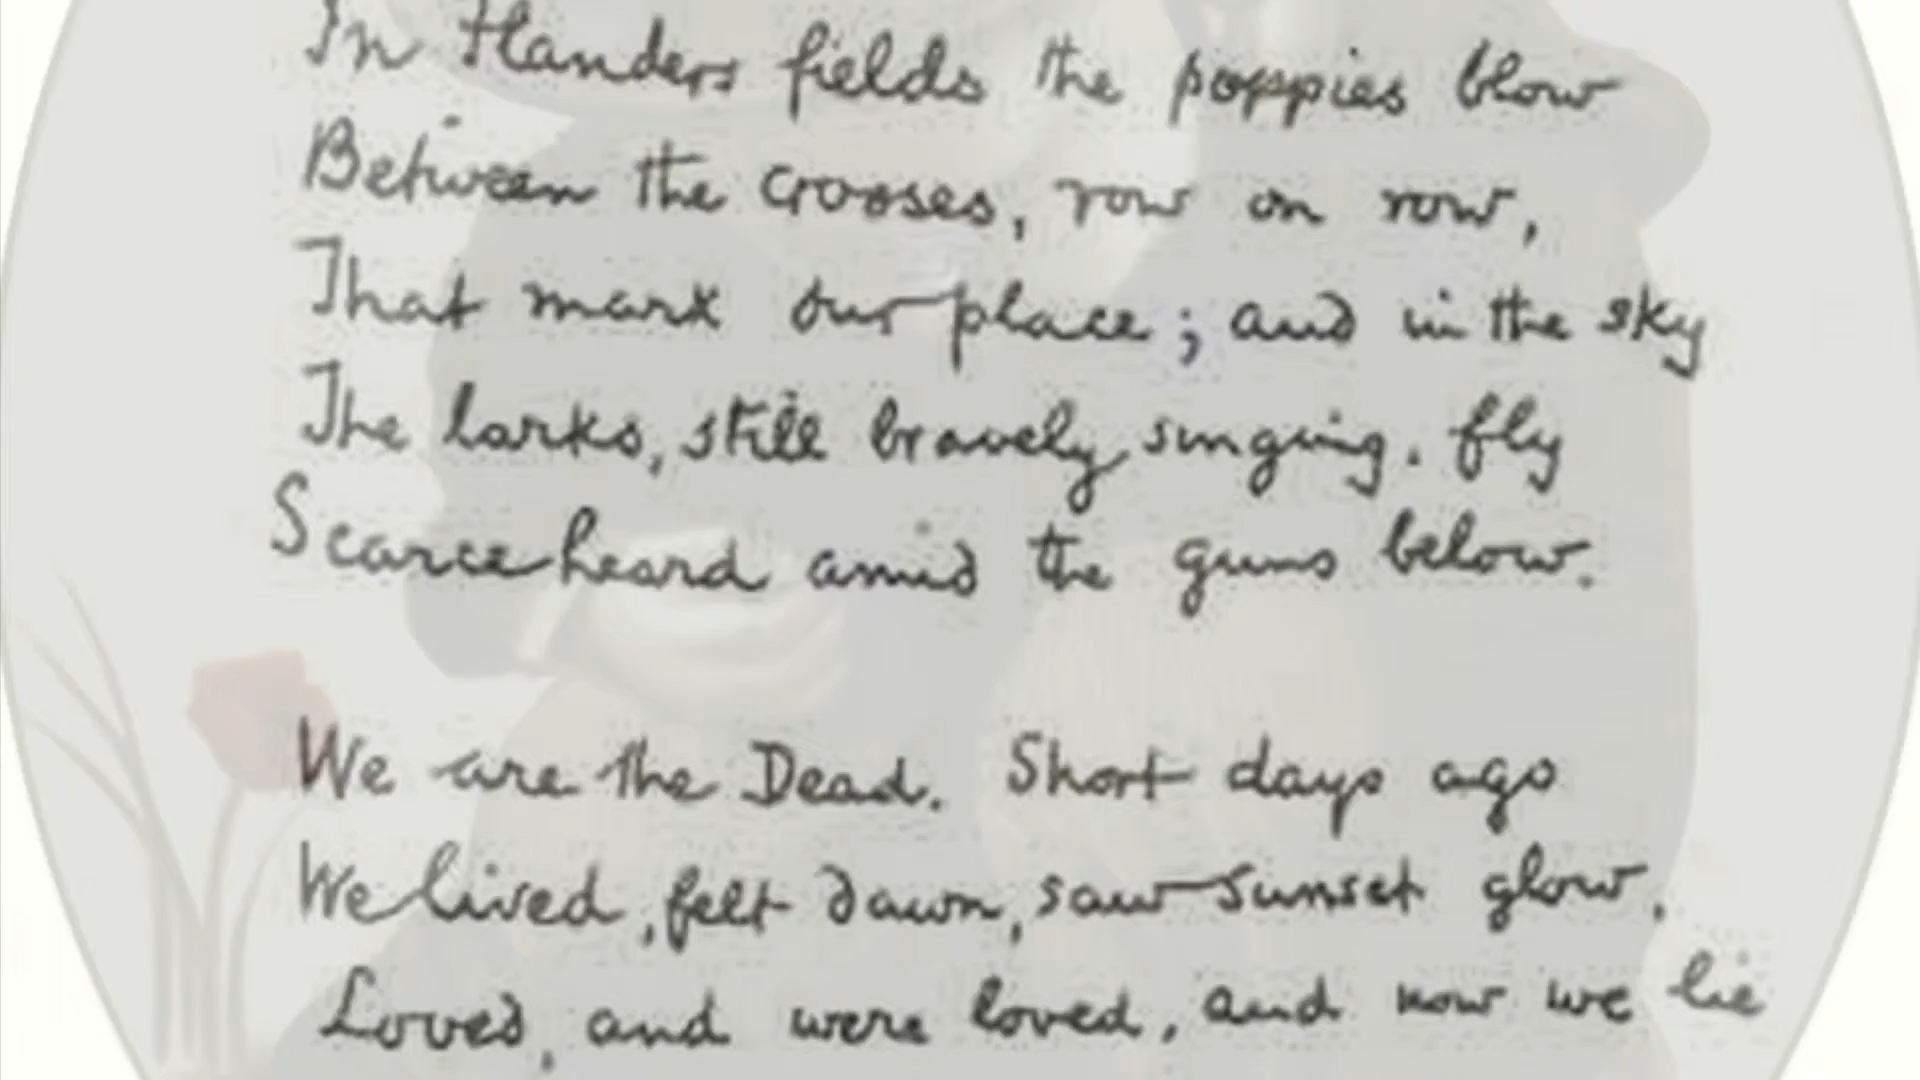 In Flanders fields the poppies blow
Between the crosses, row on row,
That mark our place; and in the sky
The larks, still bravely singing, fly
Scarce heard amid the guns below.
We are the Dead. Short days ago
We lived, felt dawn, saw sunset glow,
Loved, and were loved, and now we lie